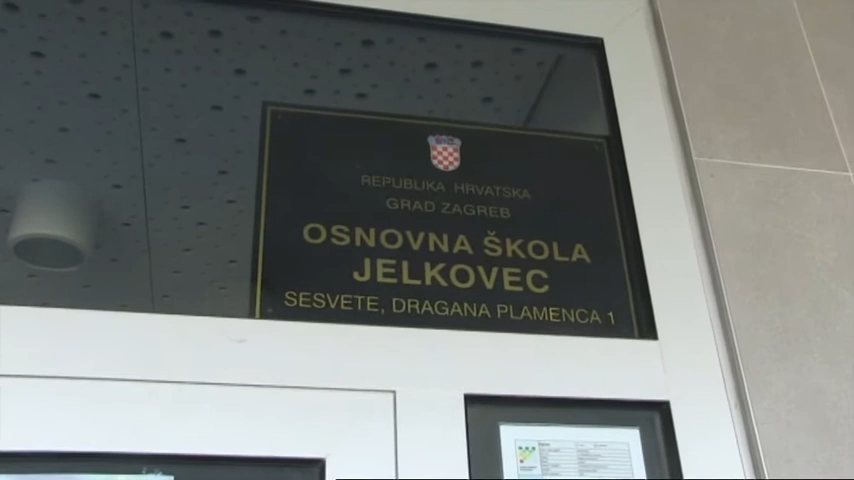 REPUBLIKA HRVATSKA
GRAD ZAGREB
OSNOVNA ŠKOLA
JELKOVEC
SESVETE, DRAGANA PLAMENCA 1